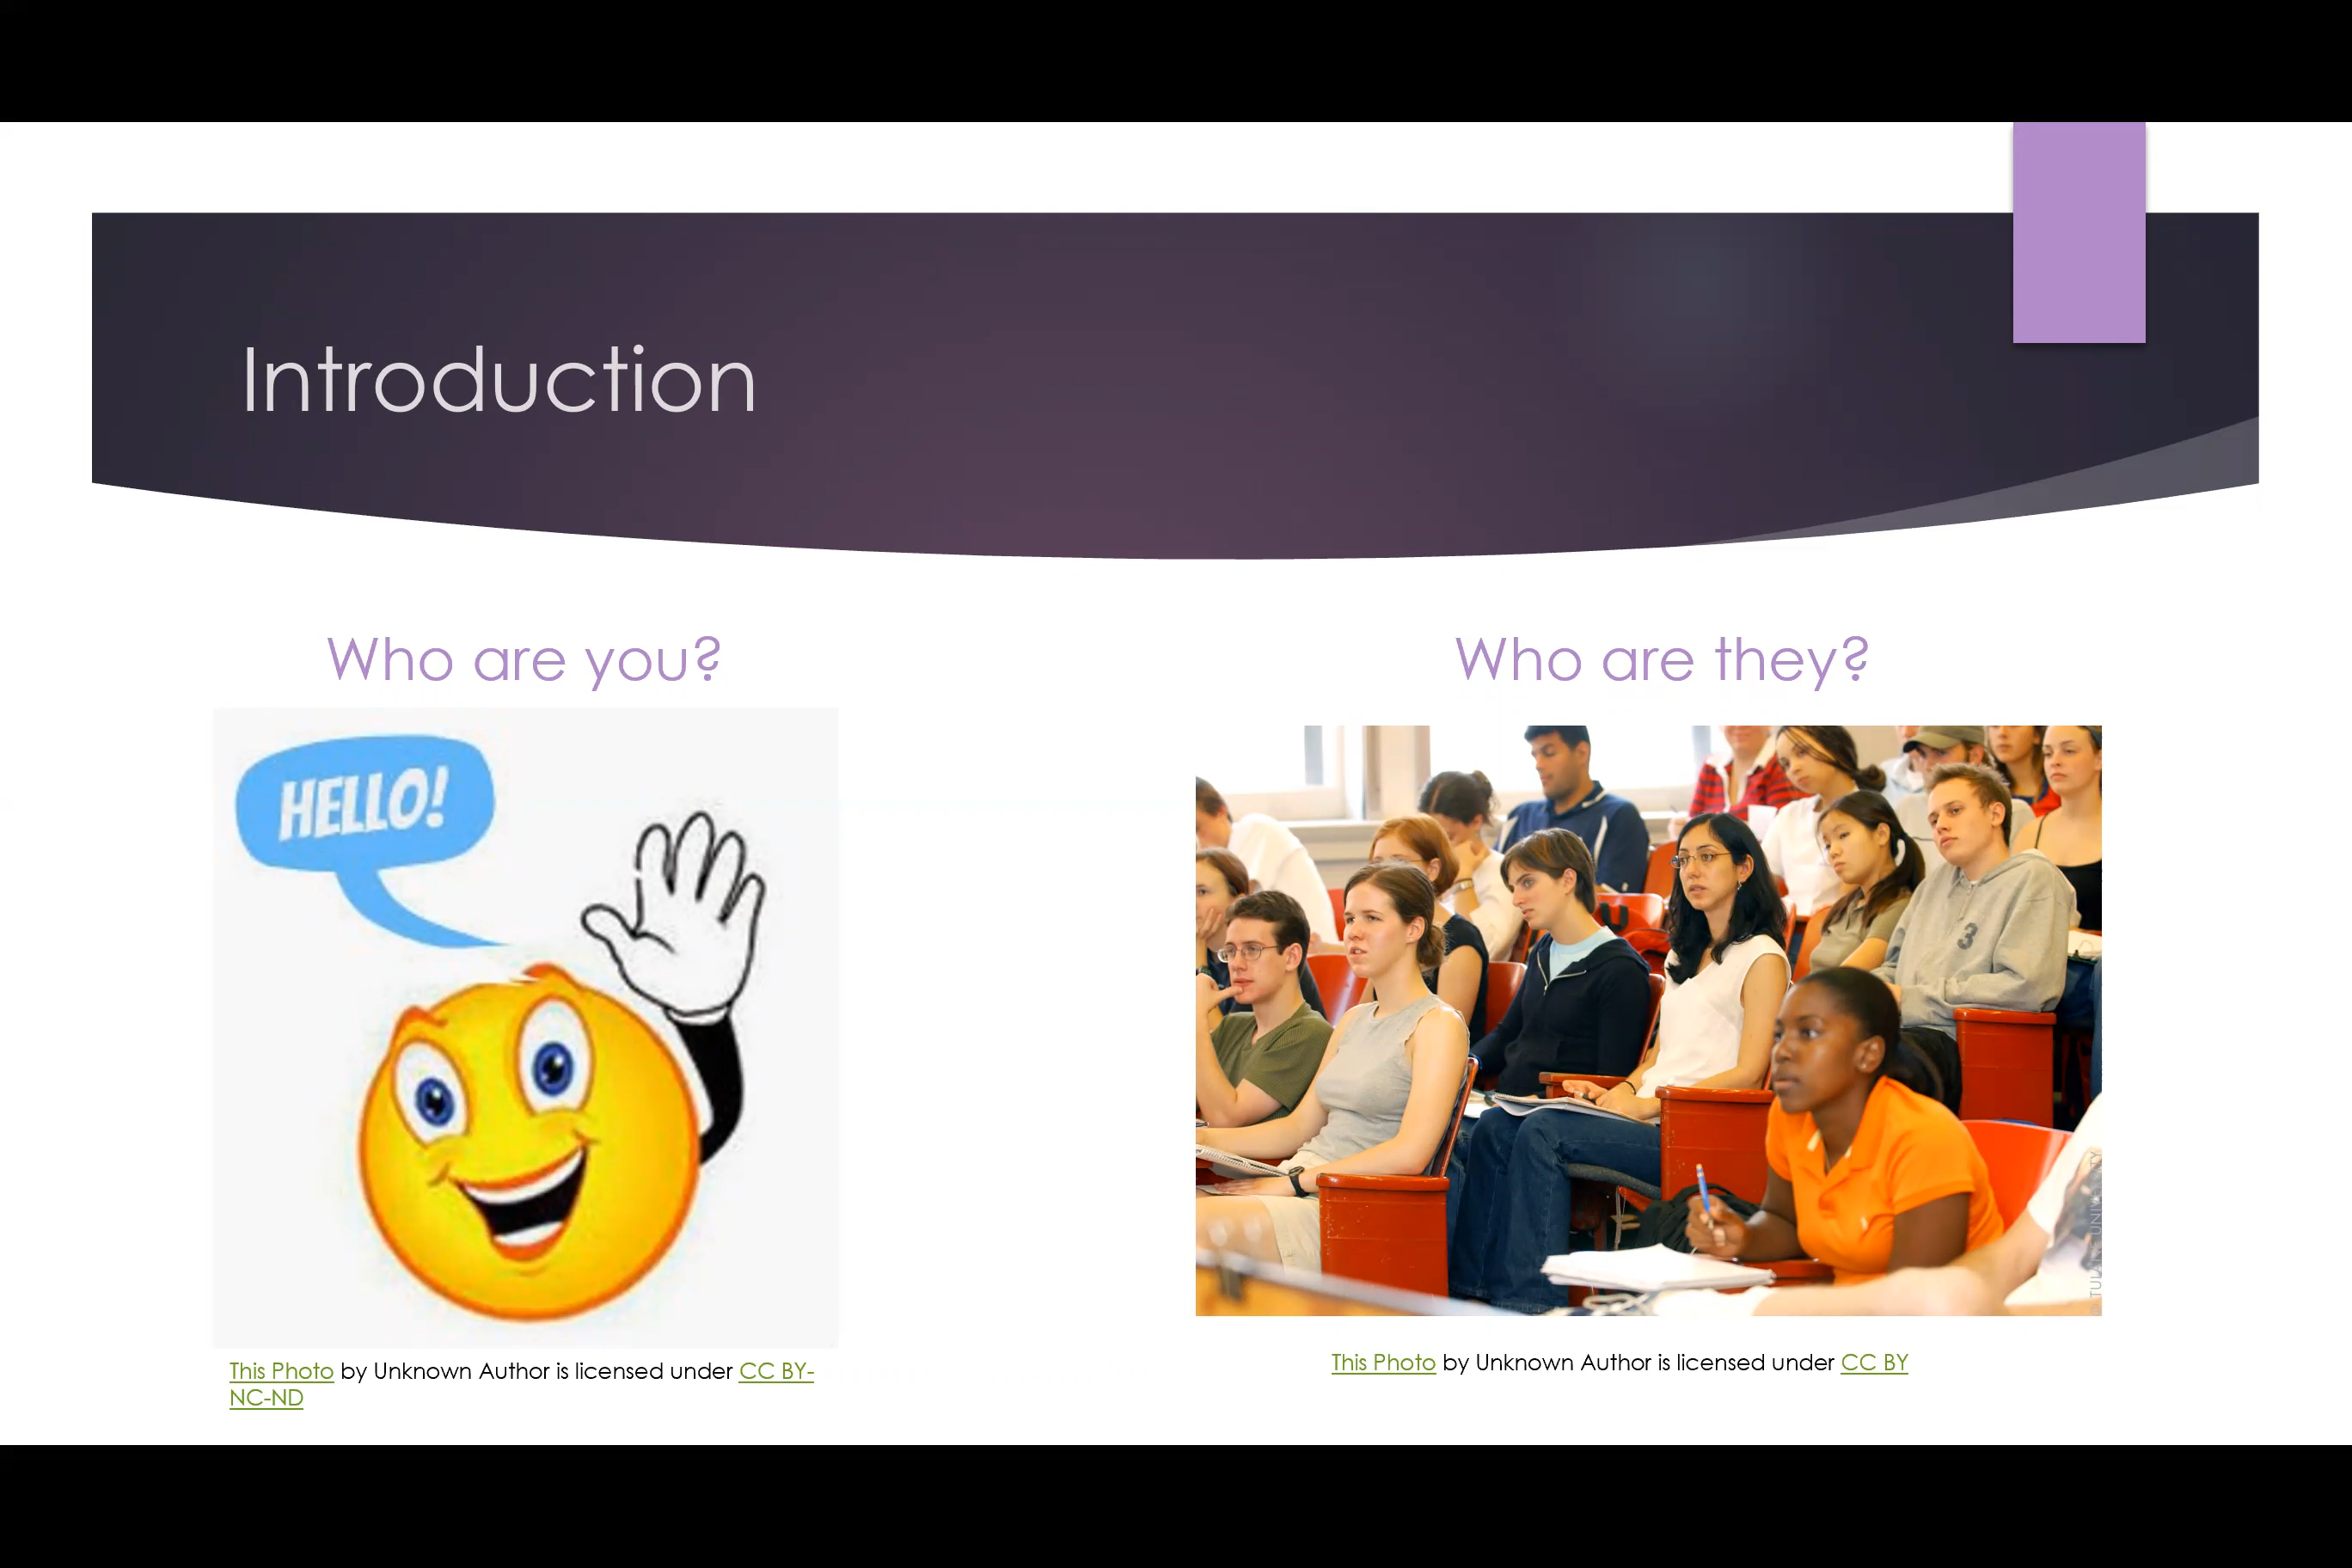 Introduction
Who are you?
Who are they?
HELLO!
3
This Photo by Unknown Author is licensed under CC BY-
NC-ND
This Photo by Unknown Author is licensed under CC BY